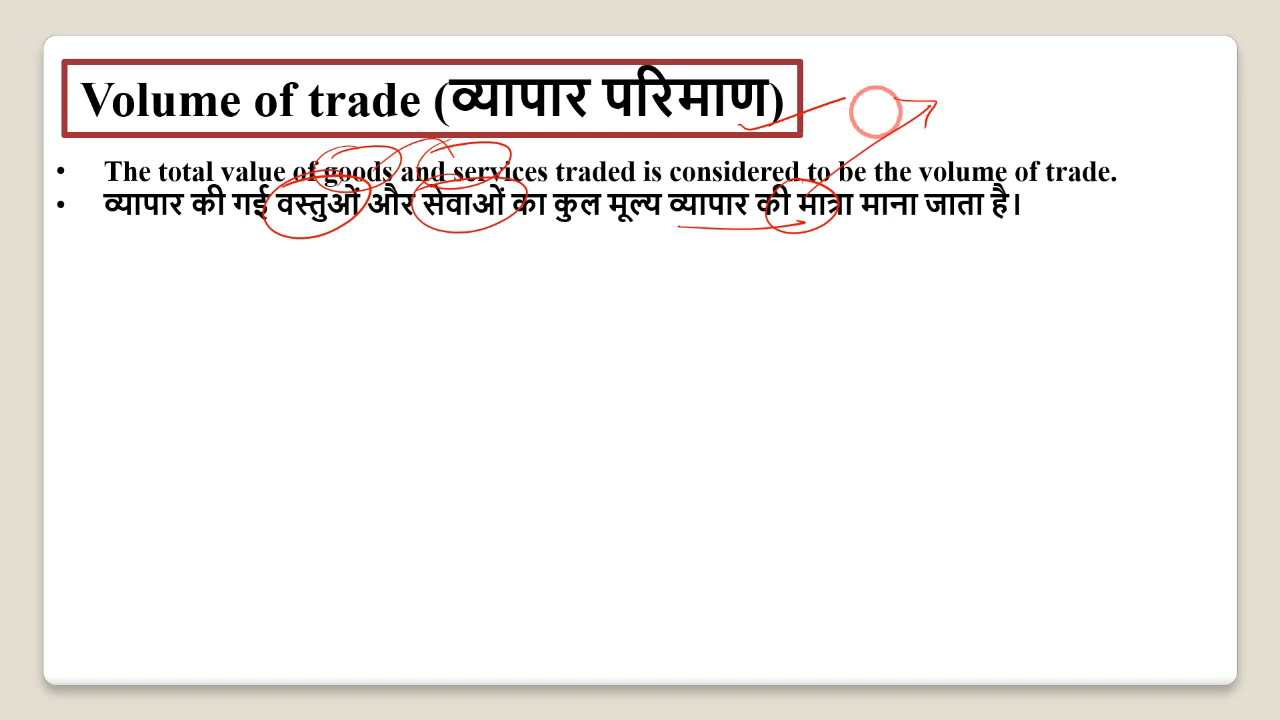 Volume of trade (व्यापार परिमाण)
• The total value of goods and services traded is considered to be the volume of trade.
• व्यापार की गई वस्तुओं और सेवाओं का कुल मूल्य व्यापार की मात्रा माना जाता है।